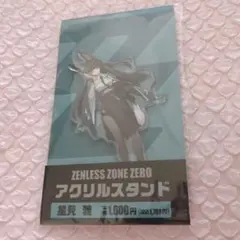 ZENLESS ZONE ZERO
アクリルスタンド
星見 雅 1,000円